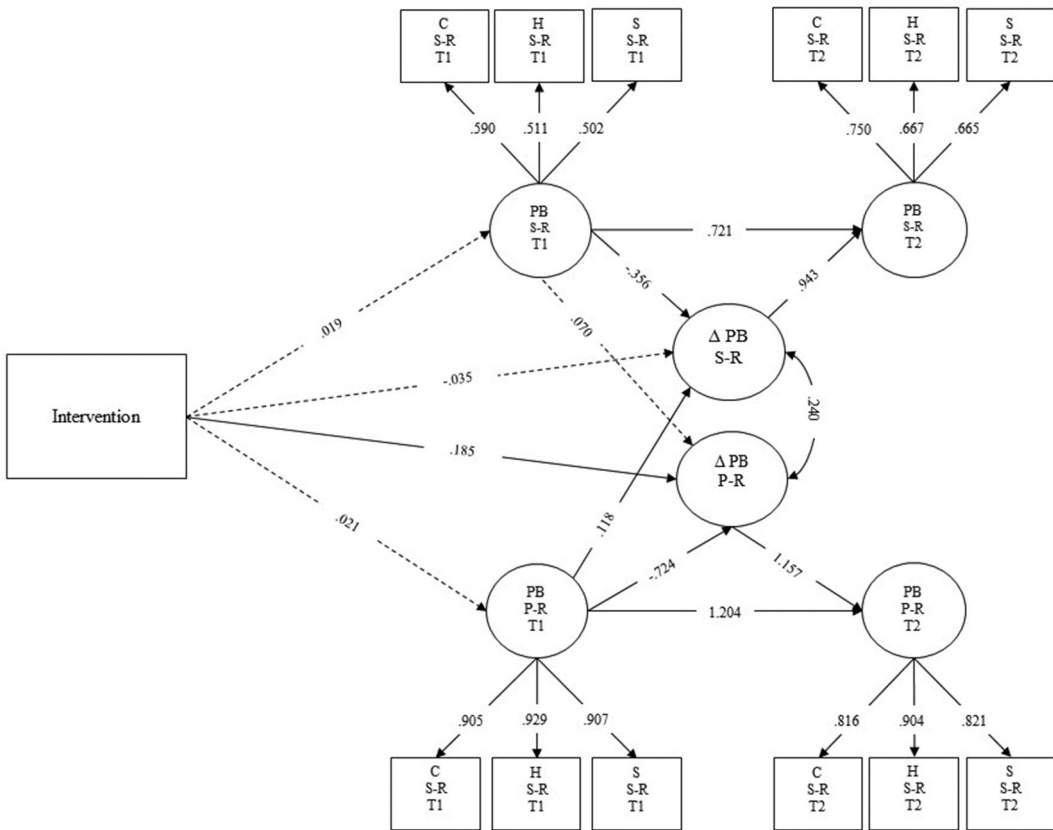 C
S-R
T1
H
S-R
T1
S
S-R
T1
C
S-R
T2
H
S-R
T2
S
S-R
T2
.590
.511
.502
.750
.667
.665
PB
S-R
T1
PB
S-R
T2
.721
-.356
.943
.070
.019
Δ PB
S-R
-.035
.240
Intervention
.185
Δ PB
P-R
.021
.118
-.724
1.157
PB
P-R
T1
1.204
PB
P-R
T2
.905
.929
.907
.816
.904
.821
C
S-R
T1
H
S-R
T1
S
S-R
T1
C
S-R
T2
H
S-R
T2
S
S-R
T2